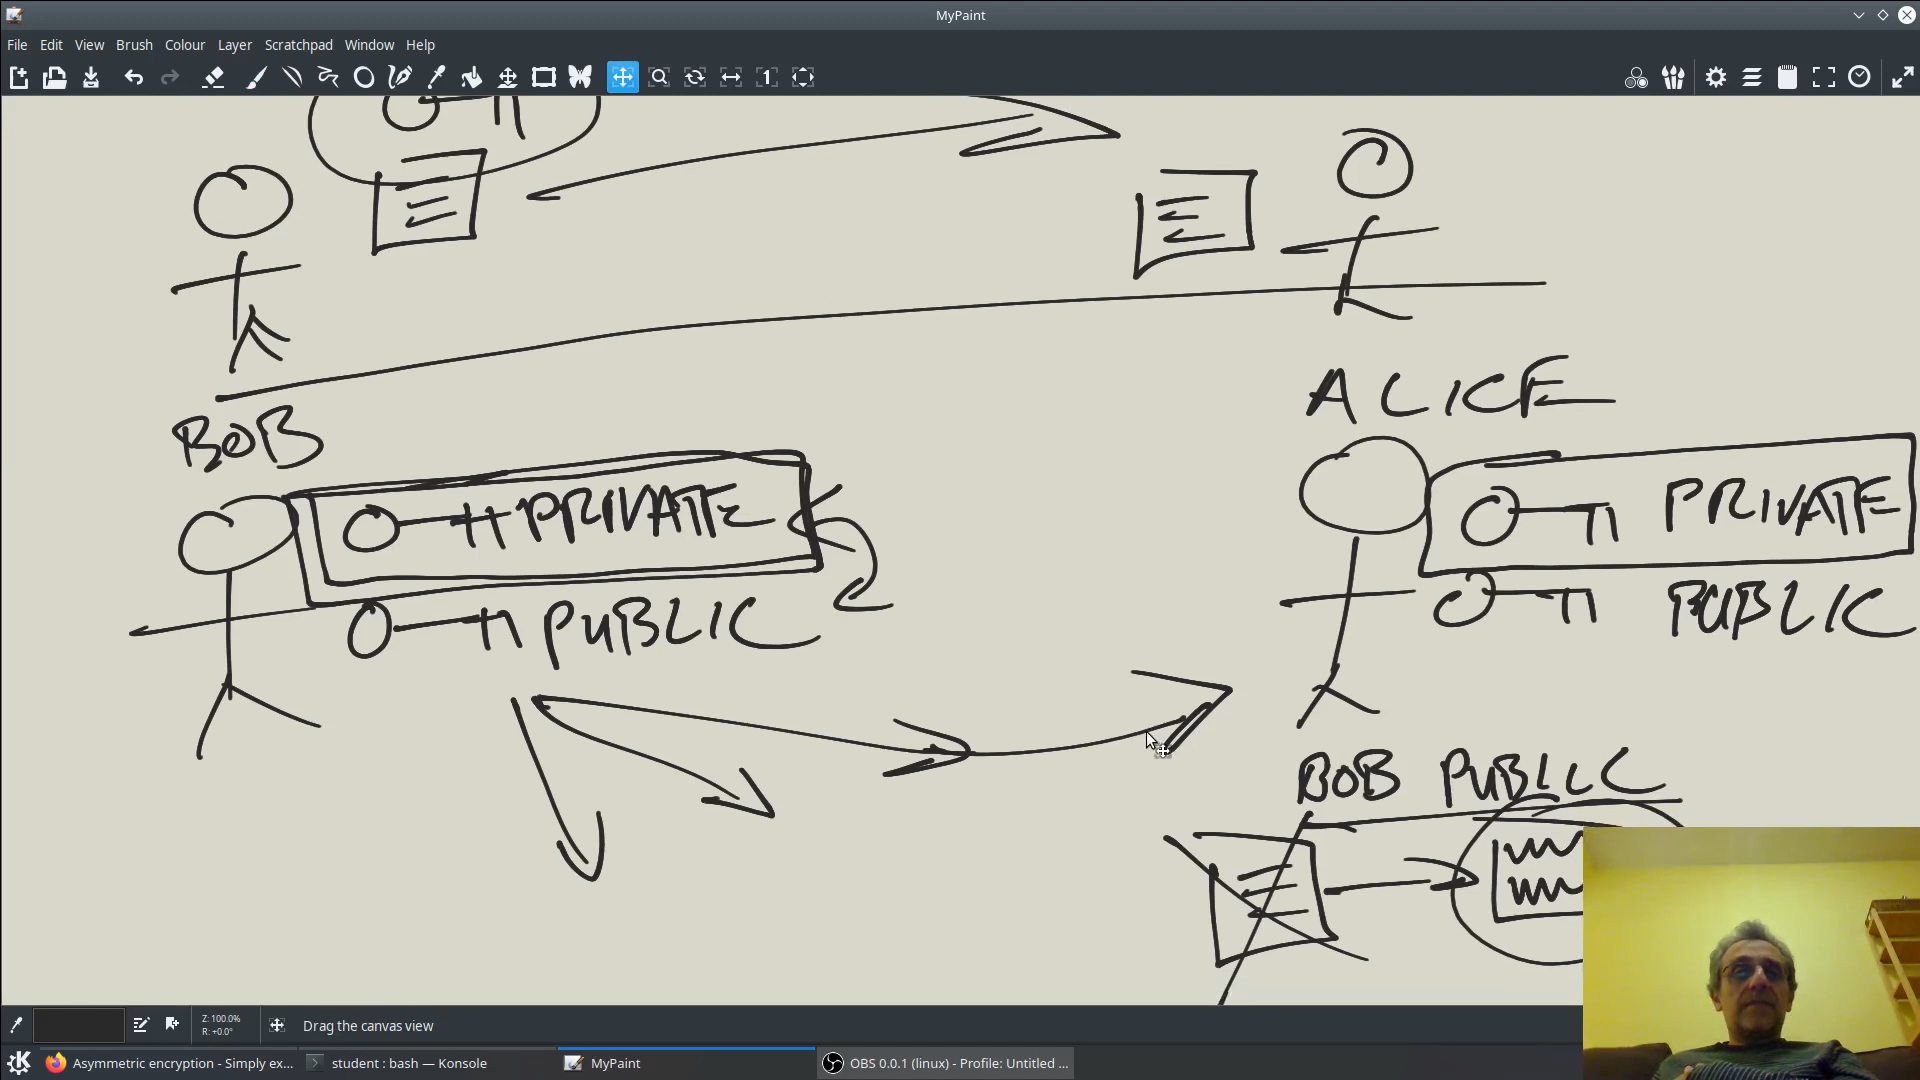 MyPaint
File Edit View Brush Colour Layer Scratchpad Window Help
1
BOB
ALICE
PRIVATE
PRIVATE
PUBLIC
PUBLIC
BOB PUBLIC
Z: 100.0%
R: +0.0°
Drag the canvas view
Asymmetric encryption - Simply ex...
student : bash — Konsole
MyPaint
OBS 0.0.1 (linux) - Profile: Untitled ...